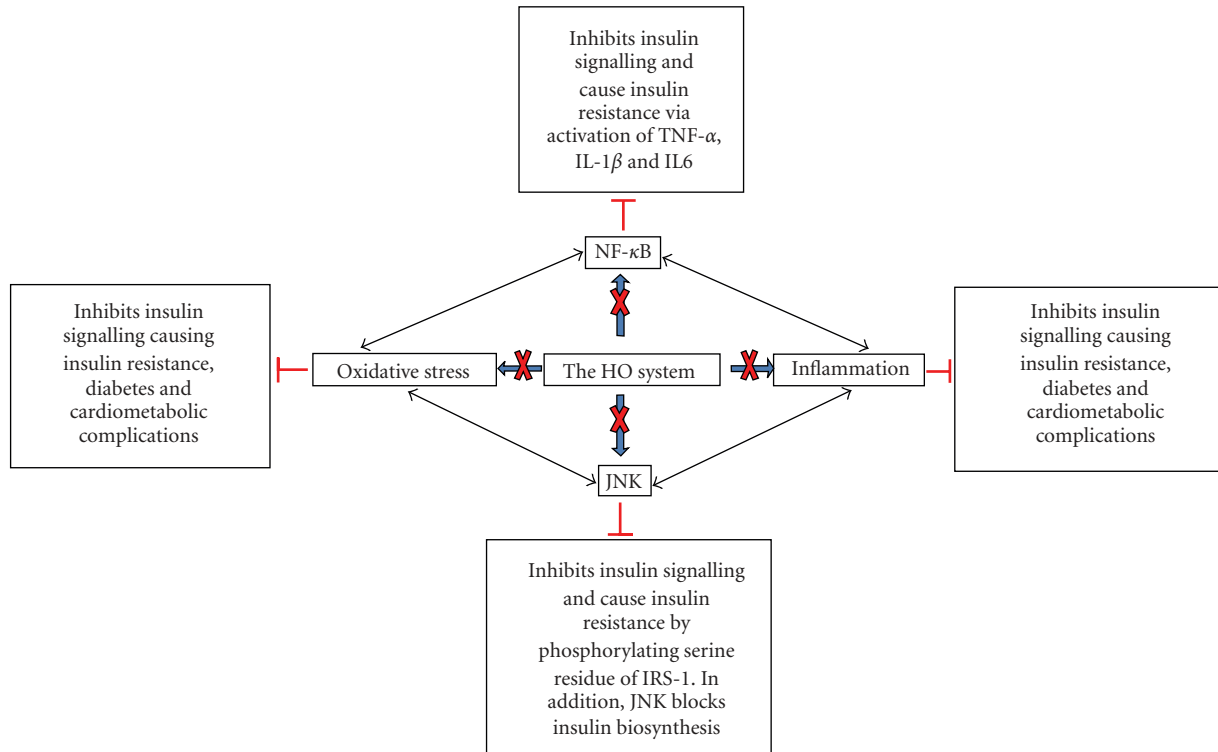 Inhibits insulin
signalling and
cause insulin
resistance via
activation of TNF-α,
IL-1β and IL6
NF-κB
Inhibits insulin
signalling causing
insulin resistance,
diabetes and
cardiometabolic
complications
Oxidative stress
The HO system
Inflammation
Inhibits insulin
signalling causing
insulin resistance,
diabetes and
cardiometabolic
complications
JNK
Inhibits insulin signalling
and cause insulin
resistance by
phosphorylating serine
residue of IRS-1. In
addition, JNK blocks
insulin biosynthesis